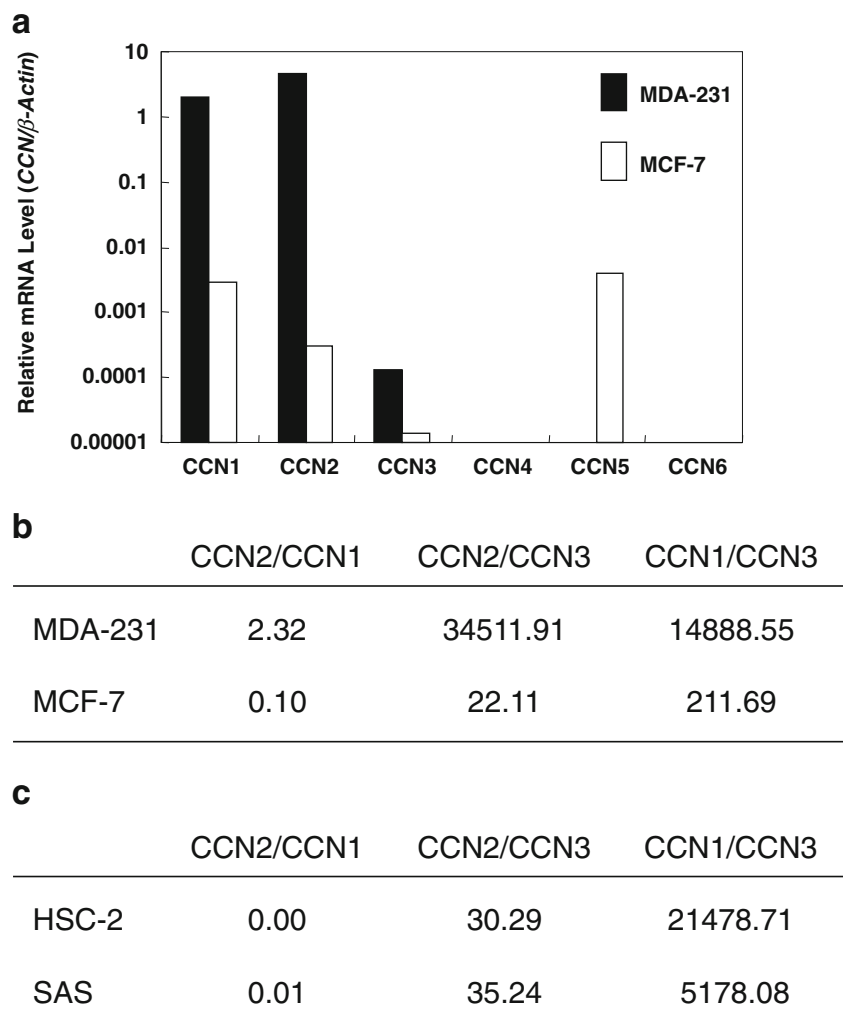 a
Relative mRNA Level (CCN/β-Actin)
10
1
0.1
0.01
0.001
0.0001
0.00001
MDA-231
MCF-7
CCN1 CCN2 CCN3 CCN4 CCN5 CCN6
b
CCN2/CCN1 CCN2/CCN3 CCN1/CCN3
MDA-231 2.32 34511.91 14888.55
MCF-7 0.10 22.11 211.69
c
CCN2/CCN1 CCN2/CCN3 CCN1/CCN3
HSC-2 0.00 30.29 21478.71
SAS 0.01 35.24 5178.08